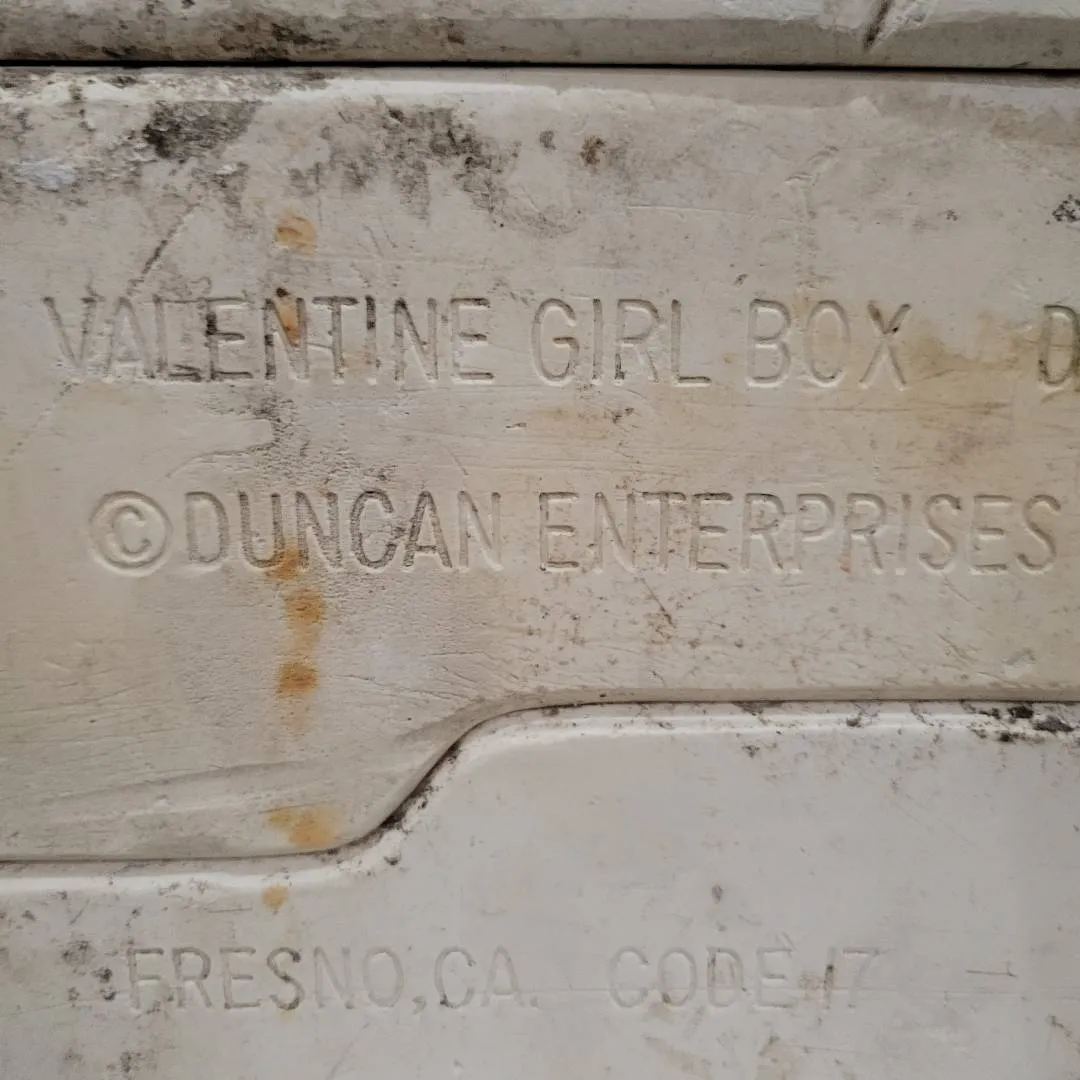 VALENTINE GIRL BOX D
©DUNCAN ENTERPRISES
FRESNO, CA. CODE 17